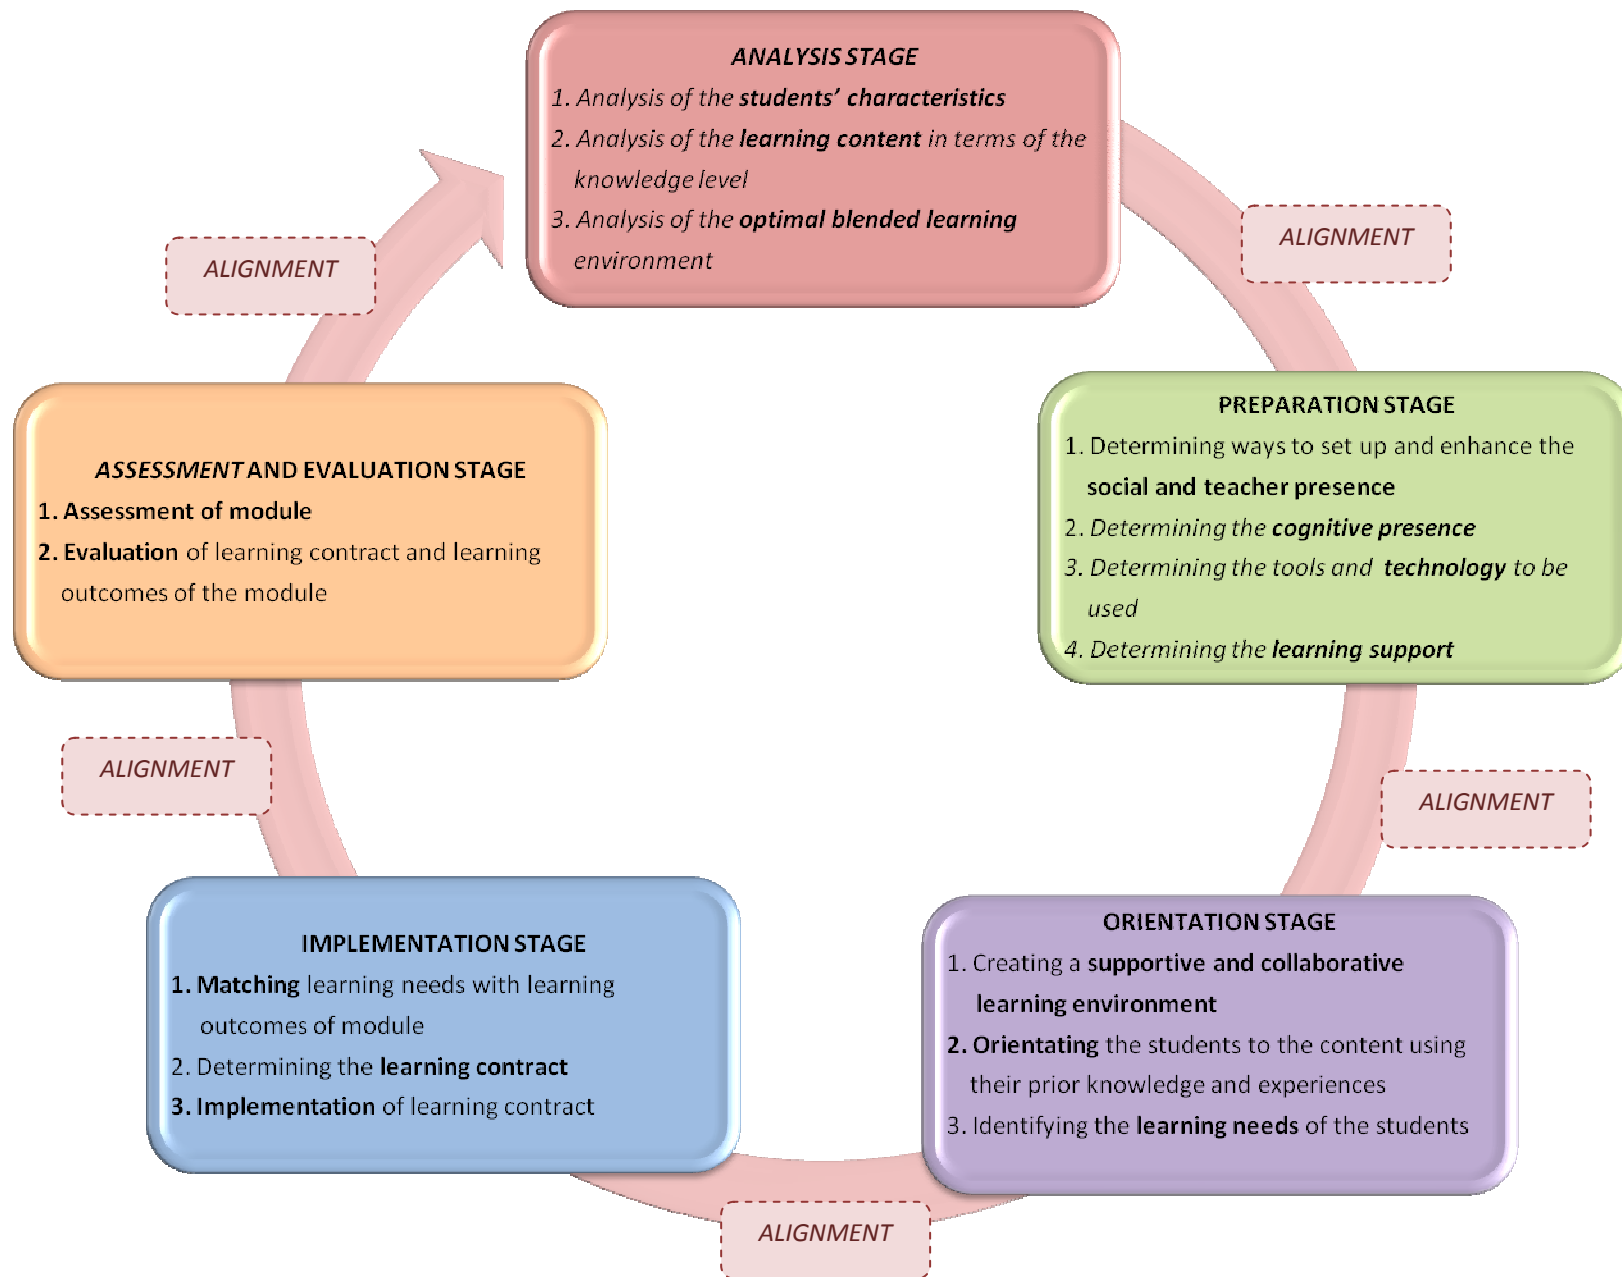 ANALYSIS STAGE
1. Analysis of the students’ characteristics
2. Analysis of the learning content in terms of the
knowledge level
3. Analysis of the optimal blended learning
environment
ALIGNMENT
PREPARATION STAGE
1. Determining ways to set up and enhance the
social and teacher presence
2. Determining the cognitive presence
3. Determining the tools and technology to be
used
4. Determining the learning support
ALIGNMENT
ORIENTATION STAGE
1. Creating a supportive and collaborative
learning environment
2. Orientating the students to the content using
their prior knowledge and experiences
3. Identifying the learning needs of the students
ALIGNMENT
IMPLEMENTATION STAGE
1. Matching learning needs with learning
outcomes of module
2. Determining the learning contract
3. Implementation of learning contract
ALIGNMENT
ASSESSMENT AND EVALUATION STAGE
1. Assessment of module
2. Evaluation of learning contract and learning
outcomes of the module
ALIGNMENT